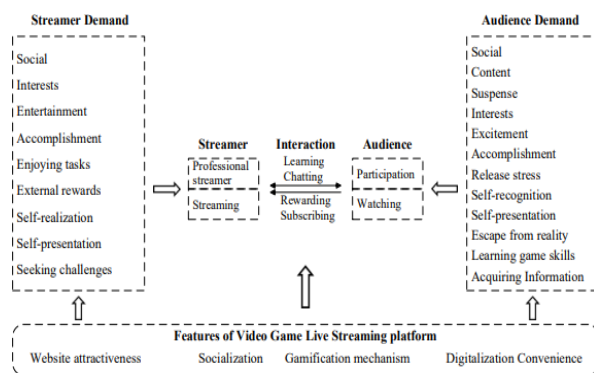 Streamer Demand
Social
Interests
Entertainment
Accomplishment
Enjoying tasks
External rewards
Self-realization
Self-presentation
Seeking challenges
Streamer
Professional
streamer
Streaming
Interaction
Learning
Chatting
Rewarding
Subscribing
Audience
Participation
Watching
Audience Demand
Social
Content
Suspense
Interests
Excitement
Accomplishment
Release stress
Self-recognition
Self-presentation
Escape from reality
Learning game skills
Acquiring Information
Features of Video Game Live Streaming platform
Website attractiveness Socialization Gamification mechanism Digitalization Convenience